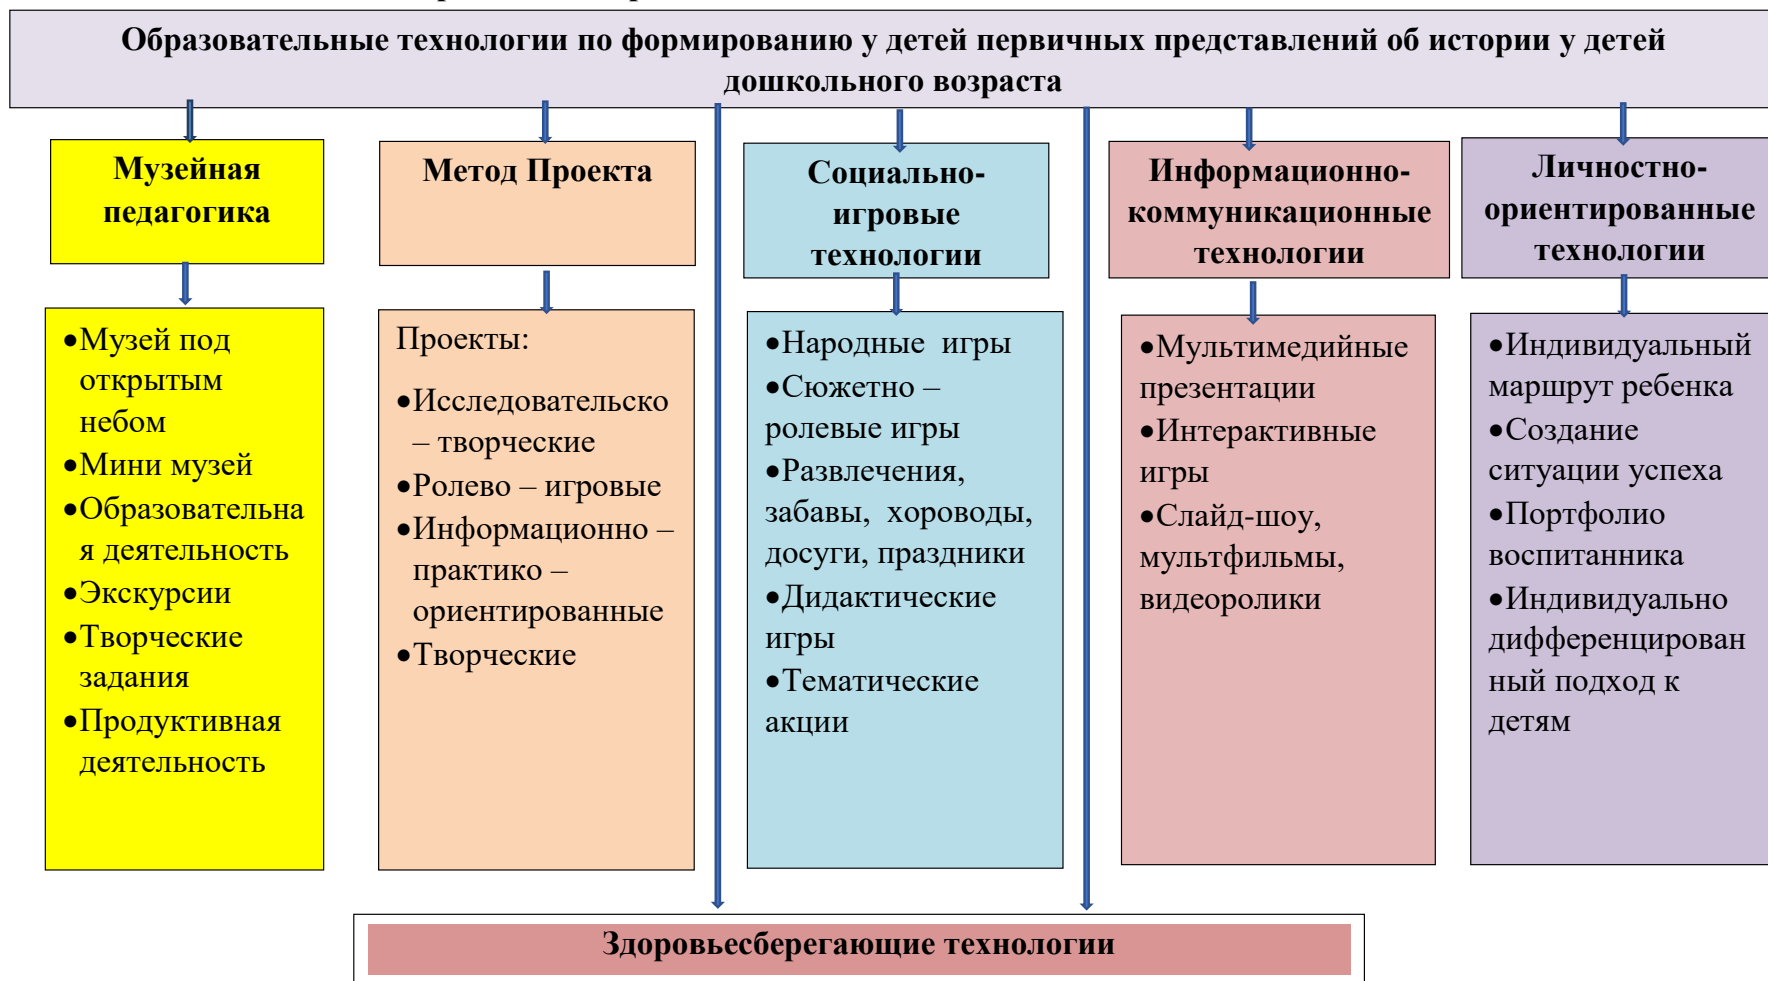 Образовательные технологии по формированию у детей первичных представлений об истории у детей
дошкольного возраста
Музейная
педагогика
Метод Проекта
Социально-
игровые
технологии
Информационно-
коммуникационные
технологии
Личностно-
ориентированные
технологии
•Музей под
открытым
небом
•Мини музей
•Образовательна
я деятельность
•Экскурсии
•Творческие
задания
•Продуктивная
деятельность
Проекты:
•Исследовательско
– творческие
•Ролево – игровые
•Информационно –
практико –
ориентированные
•Творческие
•Народные игры
•Сюжетно –
ролевые игры
•Развлечения,
забавы, хороводы,
досуги, праздники
•Дидактические
игры
•Тематические
акции
•Мультимедийные
презентации
•Интерактивные
игры
•Слайд-шоу,
мультфильмы,
видеоролики
•Индивидуальный
маршрут ребенка
•Создание
ситуации успеха
•Портфолио
воспитанника
•Индивидуально
дифференцирован
ный подход к
детям
Здоровьесберегающие технологии